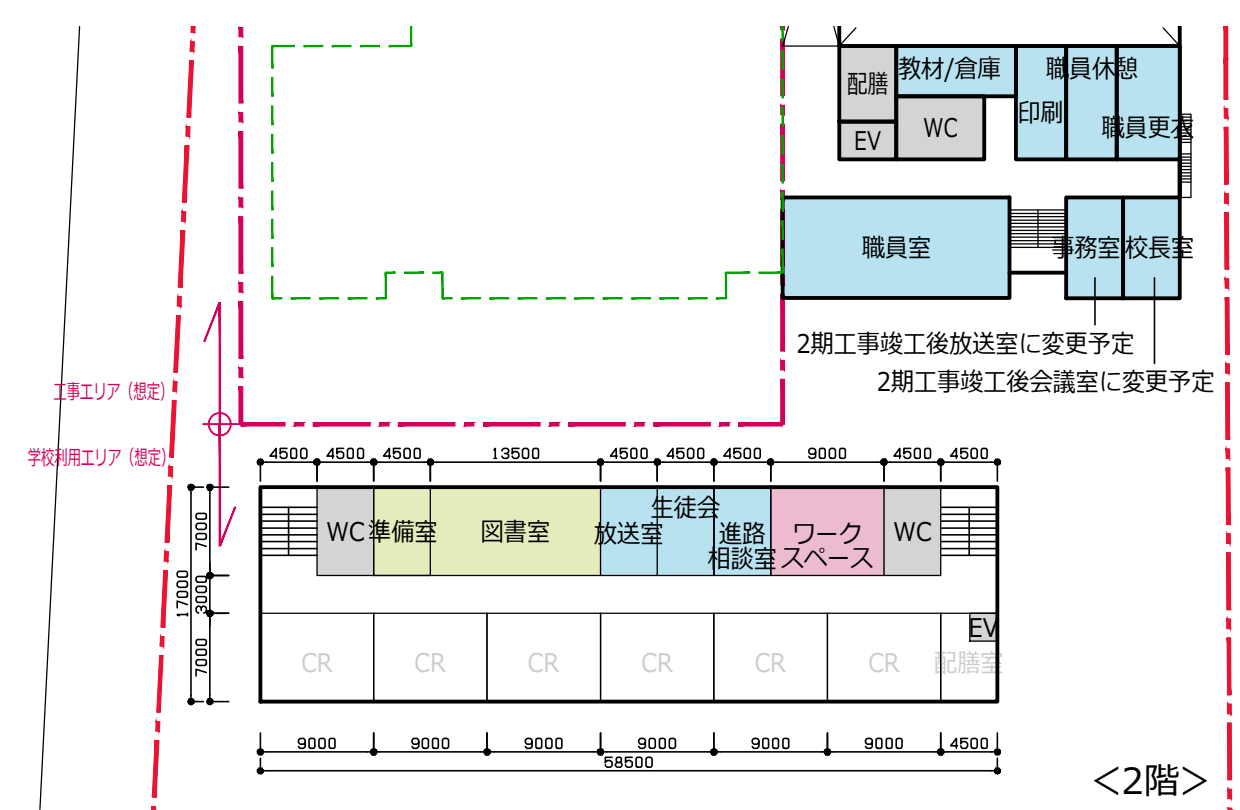 配膳
教材/倉庫
職員休憩
印刷
WC
EV
職員更衣
職員室
事務室
校長室
2期工事竣工後放送室に変更予定
2期工事竣工後会議室に変更予定
工事エリア（想定）
学校利用エリア（想定）
4500 4500 4500 13500 4500 4500 4500 9000 4500 4500
17000
7000
3000
7000
WC
準備室
図書室
放送室
生徒会
進路
相談室
ワーク
スペース
WC
EV
CR CR CR CR CR CR 配膳室
9000 9000 9000 9000 9000 9000 4500
58500
＜2階＞